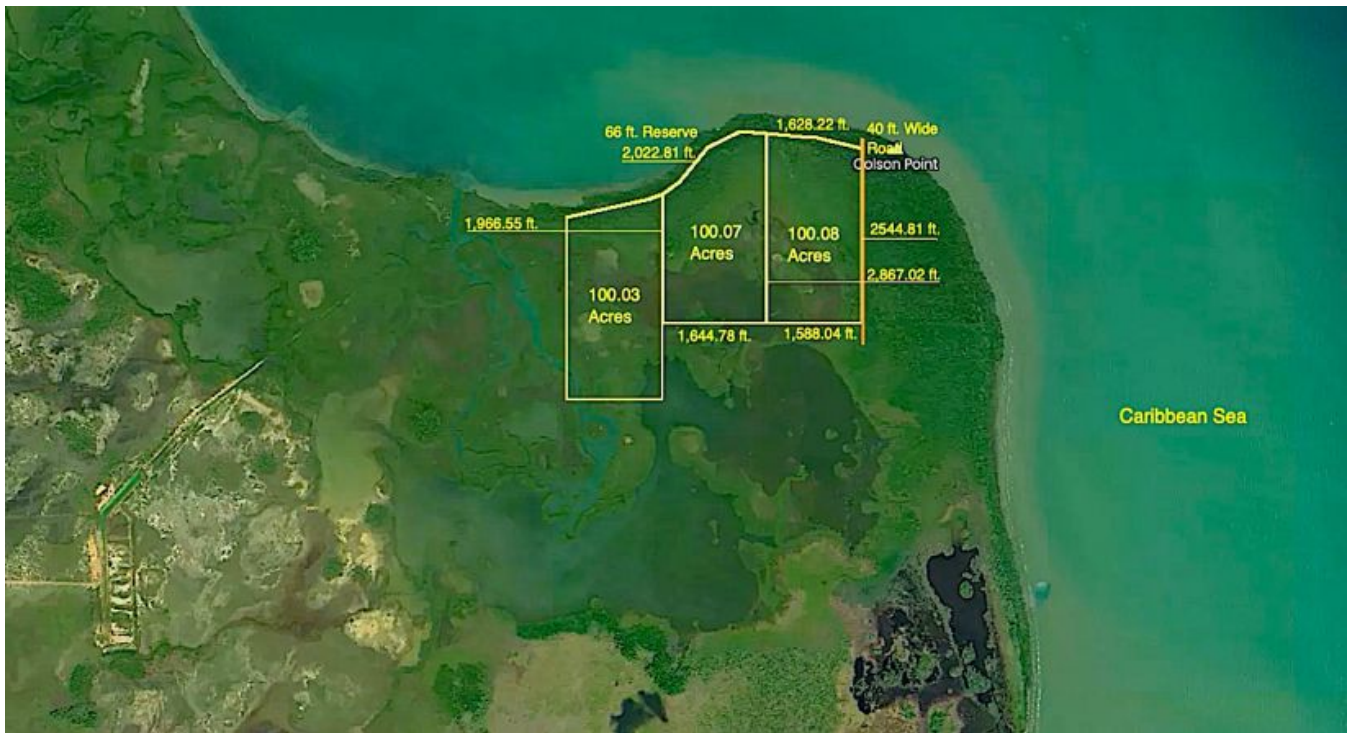 1,628.22 ft.
40 ft. Wide
Road
Colson Point
66 ft. Reserve
2,022.81 ft.
1,966.55 ft.
100.07
Acres
100.08
Acres
2544.81 ft.
2,867.02 ft.
100.03
Acres
1,644.78 ft.
1,588.04 ft.
Caribbean Sea